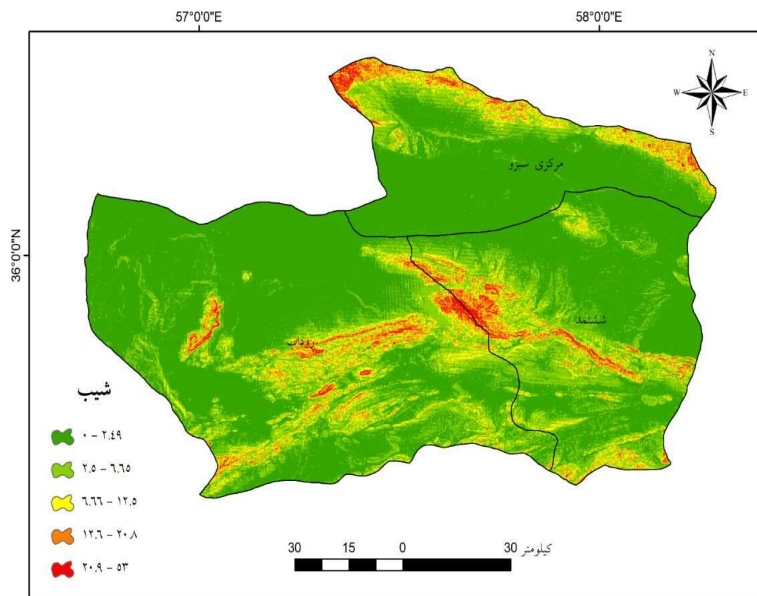 57°0'0"E
58°0'0"E
N
W E
S
36°0'0"N
مرکزی سبزو
ششتمد
روداب
شیب
۰ - ۲.۴۹
۲.۵ - ۶.۶۵
۶.۶۶ - ۱۲.۵
۱۲.۶ - ۲۰.۸
۲۰.۹ - ۵۳
30 15 0 30 کیلومتر